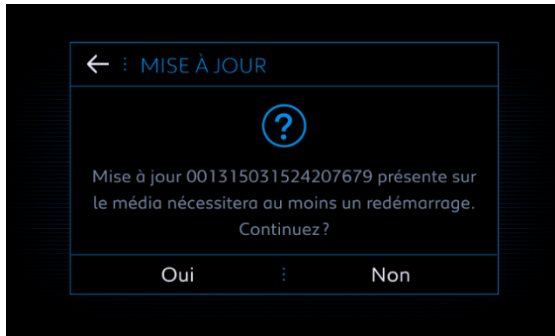 MISE À JOUR
?
Mise à jour 001315031524207679 présente sur
le média nécessitera au moins un redémarrage.
Continuez ?
Oui
Non